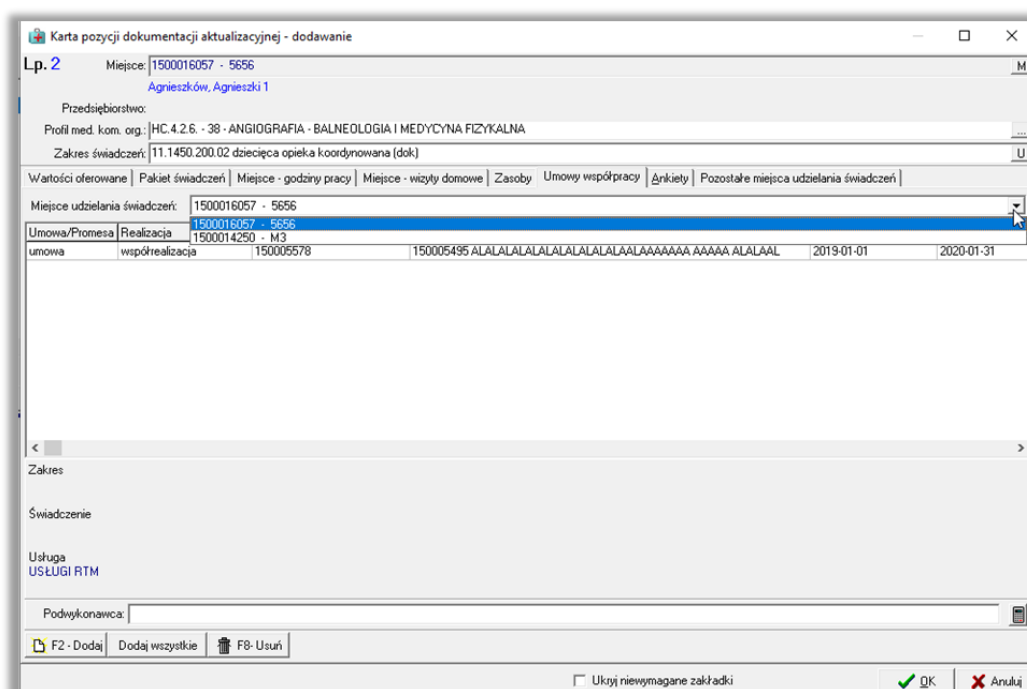 Karta pozycji dokumentacji aktualizacyjnej - dodawanie
Lp. 2 Miejsce: 1500016057 - 5656 M
Agnieszków, Agnieszki 1
Przedsiębiorstwo:
Profil med. kom. org.: HC.4.2.6. - 38 - ANGIOGRAFIA - BALNEOLOGIA I MEDYCYNA FIZYKALNA ...
Zakres świadczeń: 11.1450.200.02 dziecięca opieka koordynowana (dok) U
Wartości oferowane Pakiet świadczeń Miejsce - godziny pracy Miejsce - wizyty domowe Zasoby Umowy współpracy Ankiety Pozostałe miejsca udzielania świadczeń
Miejsce udzielania świadczeń: 1500016057 - 5656
1500016057 - 5656
Umowa/Promesa Realizacja 1500014250 - M3
umowa współrealizacja 150005578 2019-01-01 2020-01-31
Zakres
Świadczenie
Usługa
USŁUGI RTM
Podwykonawca:
F2 - Dodaj Dodaj wszystkie F8- Usuń
Ukryj niewymagane zakładki OK Anuluj